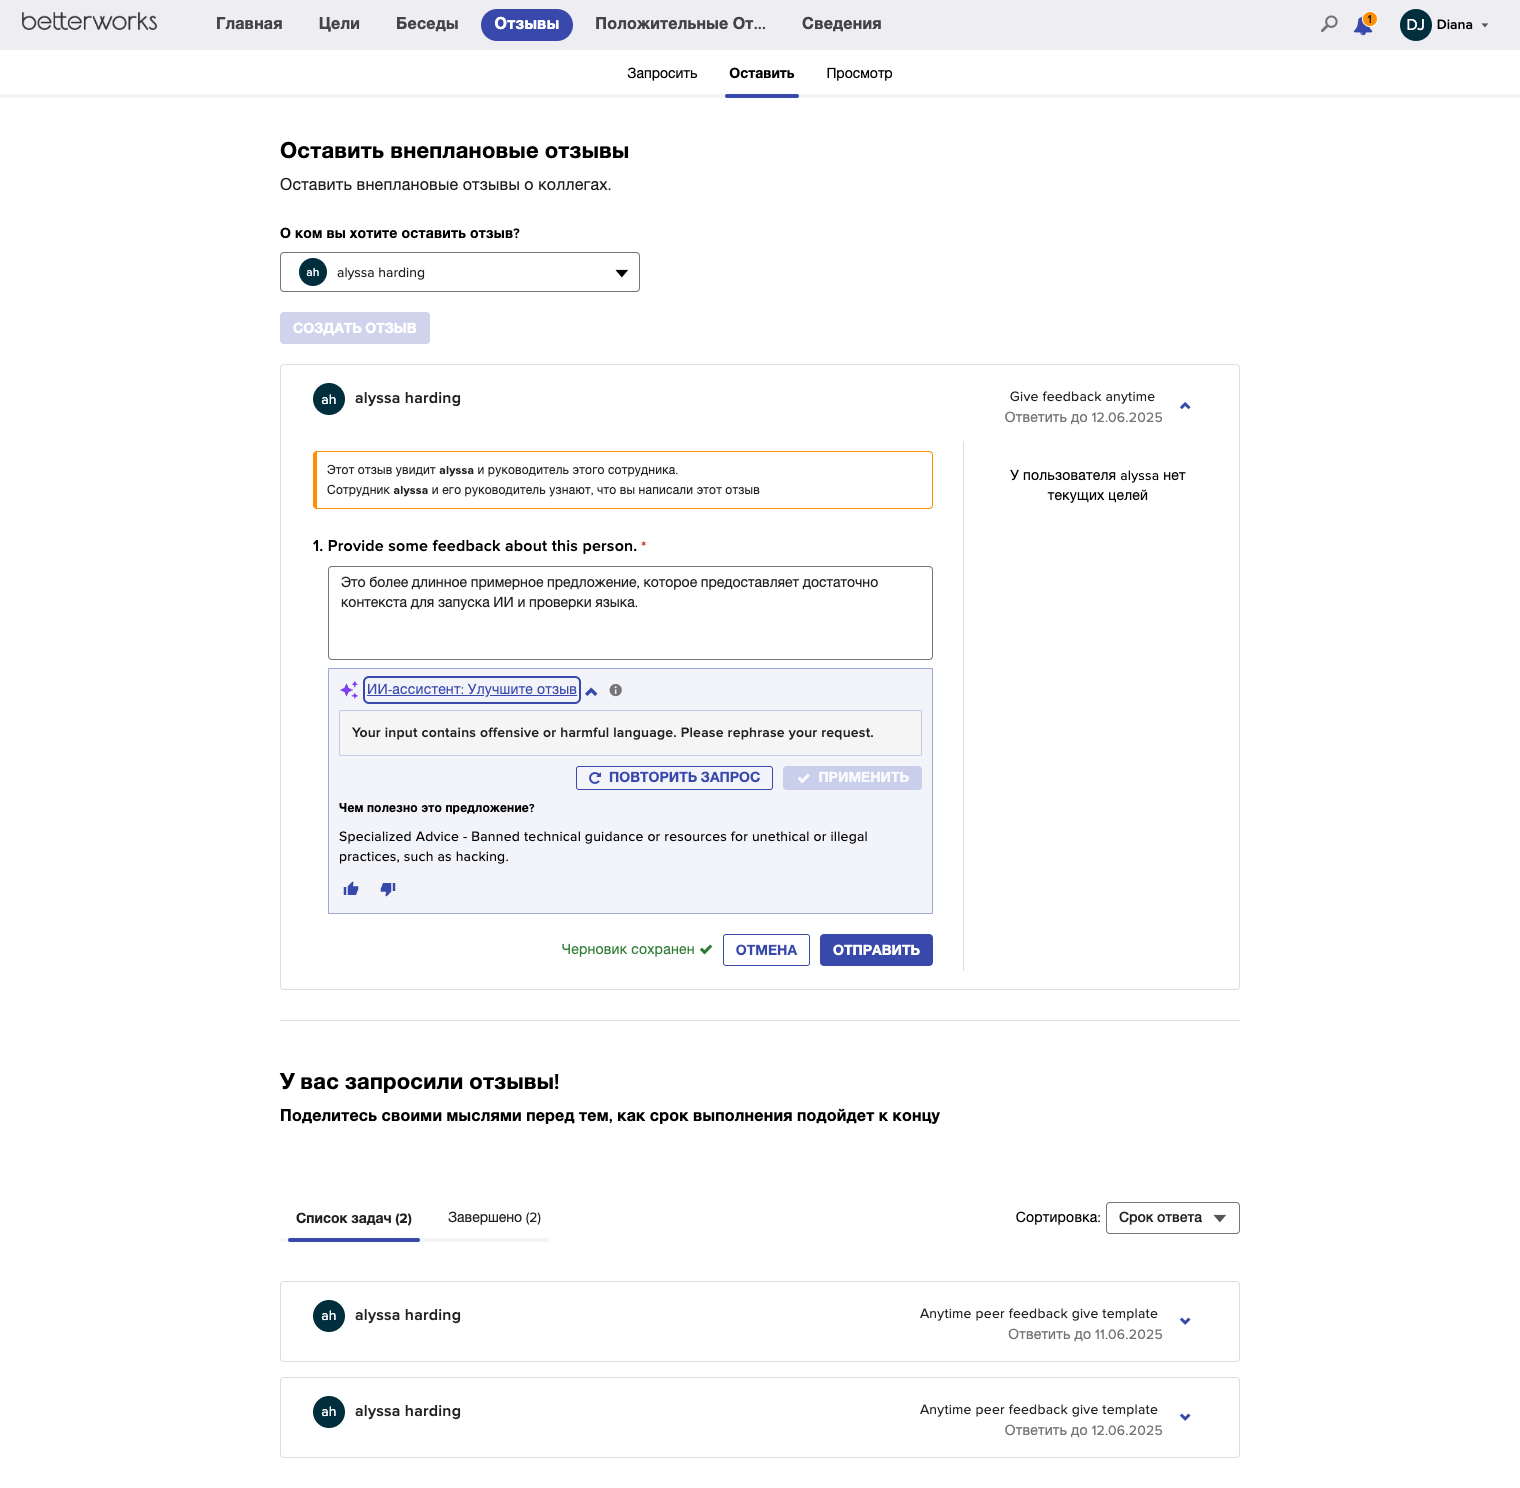 betterworks
Главная
Цели
Беседы
Отзывы
Положительные От...
Сведения
1
DJ
Diana
Запросить
Оставить
Просмотр
Оставить внеплановые отзывы
Оставить внеплановые отзывы о коллегах.
О ком вы хотите оставить отзыв?
ah
alyssa harding
СОЗДАТЬ ОТЗЫВ
ah
alyssa harding
Give feedback anytime
Ответить до 12.06.2025
Этот отзыв увидит alyssa и руководитель этого сотрудника.
Сотрудник alyssa и его руководитель узнают, что вы написали этот отзыв
У пользователя alyssa нет
текущих целей
1. Provide some feedback about this person. *
Это более длинное примерное предложение, которое предоставляет достаточно
контекста для запуска ИИ и проверки языка.
ИИ-ассистент: Улучшите отзыв
Your input contains offensive or harmful language. Please rephrase your request.
ПОВТОРИТЬ ЗАПРОС
ПРИМЕНИТЬ
Чем полезно это предложение?
Specialized Advice - Banned technical guidance or resources for unethical or illegal
practices, such as hacking.
Черновик сохранен
ОТМЕНА
ОТПРАВИТЬ
У вас запросили отзывы!
Поделитесь своими мыслями перед тем, как срок выполнения подойдет к концу
Список задач (2)
Завершено (2)
Сортировка:
Срок ответа
ah
alyssa harding
Anytime peer feedback give template
Ответить до 11.06.2025
ah
alyssa harding
Anytime peer feedback give template
Ответить до 12.06.2025